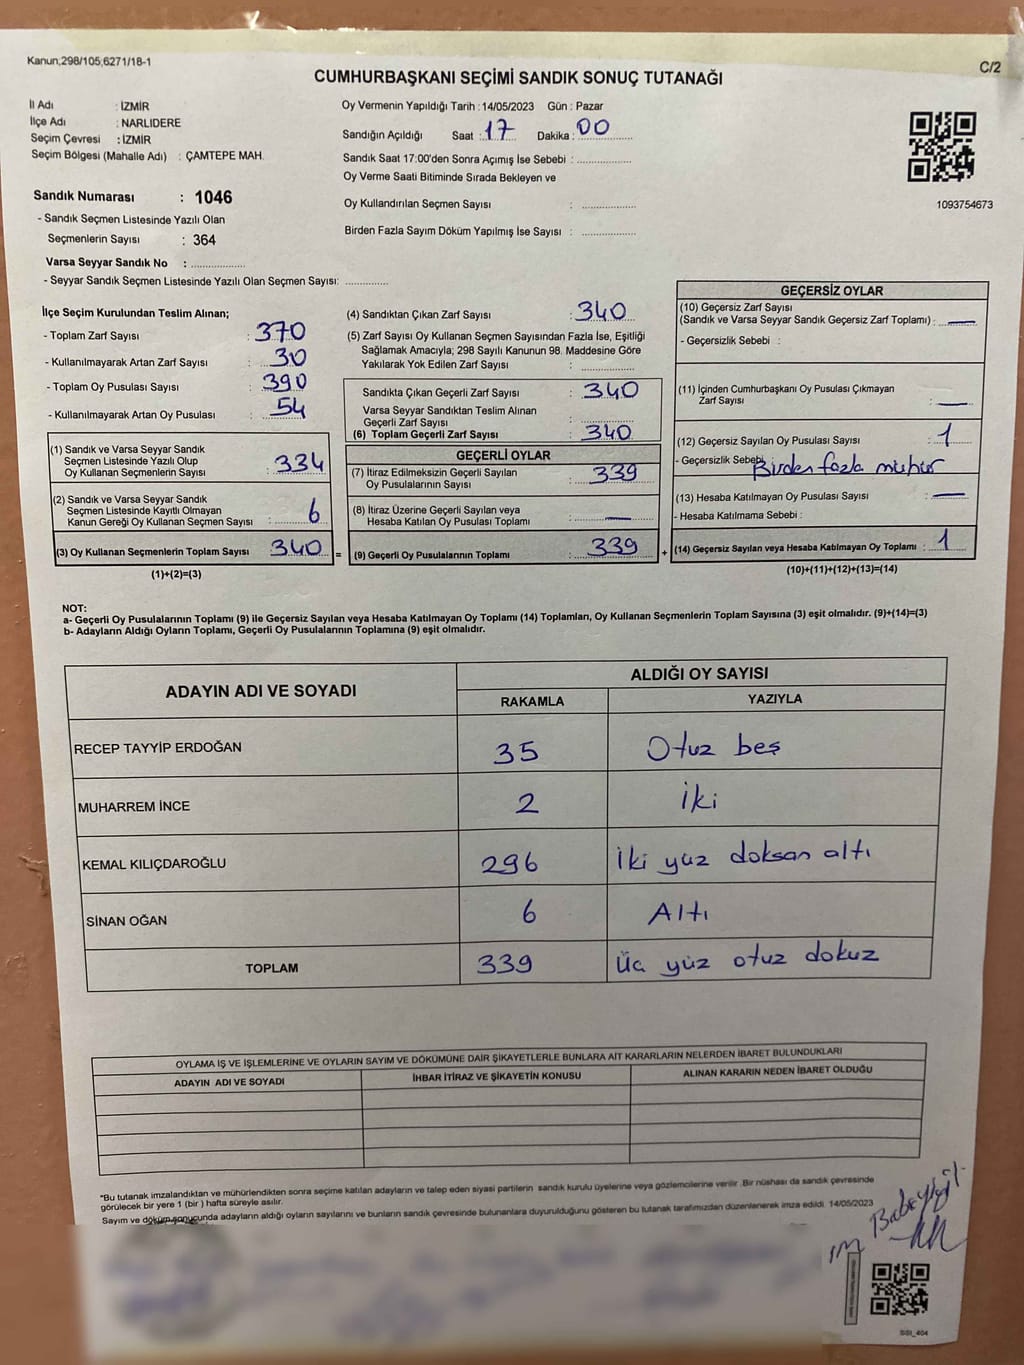 Kanun;298/105;6271/18-1
C/2
CUMHURBAŞKANI SEÇİMİ SANDIK SONUÇ TUTANAĞI
İl Adı : İZMİR
İlçe Adı : NARLIDERE
Seçim Çevresi : İZMİR
Seçim Bölgesi (Mahalle Adı) : ÇAMTEPE MAH.
Sandık Numarası : 1046
- Sandık Seçmen Listesinde Yazılı Olan
Seçmenlerin Sayısı : 364
Varsa Seyyar Sandık No : ..................
- Seyyar Sandık Seçmen Listesinde Yazılı Olan Seçmen Sayısı: ..............
Oy Vermenin Yapıldığı Tarih : 14/05/2023 Gün : Pazar
Sandığın Açıldığı Saat : 17 Dakika : 00
Sandık Saat 17:00'den Sonra Açımış İse Sebebi : ..................
Oy Verme Saati Bitiminde Sırada Bekleyen ve
Oy Kullandırılan Seçmen Sayısı : ..................
Birden Fazla Sayım Döküm Yapılmış İse Sayısı : ..................
1093754673
İlçe Seçim Kurulundan Teslim Alınan;
- Toplam Zarf Sayısı : 370
- Kullanılmayarak Artan Zarf Sayısı : 30
- Toplam Oy Pusulası Sayısı : 390
- Kullanılmayarak Artan Oy Pusulası : 54
(1) Sandık ve Varsa Seyyar Sandık
Seçmen Listesinde Yazılı Olup
Oy Kullanan Seçmenlerin Sayısı : 334
(2) Sandık ve Varsa Seyyar Sandık
Seçmen Listesinde Kayıtlı Olmayan
Kanun Gereği Oy Kullanan Seçmen Sayısı : 6
(3) Oy Kullanan Seçmenlerin Toplam Sayısı : 340 =
(1)+(2)=(3)
(4) Sandıktan Çıkan Zarf Sayısı : 340
(5) Zarf Sayısı Oy Kullanan Seçmen Sayısından Fazla İse, Eşitliği
Sağlamak Amacıyla; 298 Sayılı Kanunun 98. Maddesine Göre
Yakılarak Yok Edilen Zarf Sayısı : ..................
Sandıkta Çıkan Geçerli Zarf Sayısı : 340
Varsa Seyyar Sandıktan Teslim Alınan
Geçerli Zarf Sayısı : ..................
(6) Toplam Geçerli Zarf Sayısı : 340
GEÇERLİ OYLAR
(7) İtiraz Edilmeksizin Geçerli Sayılan
Oy Pusulalarının Sayısı : 339
(8) İtiraz Üzerine Geçerli Sayılan veya
Hesaba Katılan Oy Pusulası Toplamı : —
(9) Geçerli Oy Pusulalarının Toplamı : 339 +
GEÇERSİZ OYLAR
(10) Geçersiz Zarf Sayısı
(Sandık ve Varsa Seyyar Sandık Geçersiz Zarf Toplamı) : —
- Geçersizlik Sebebi :
(11) İçinden Cumhurbaşkanı Oy Pusulası Çıkmayan
Zarf Sayısı : —
(12) Geçersiz Sayılan Oy Pusulası Sayısı : 1
- Geçersizlik Sebebi Birden fazla mühür
(13) Hesaba Katılmayan Oy Pusulası Sayısı : —
- Hesaba Katılmama Sebebi :
(14) Geçersiz Sayılan veya Hesaba Katılmayan Oy Toplamı : 1
(10)+(11)+(12)+(13)=(14)
NOT:
a- Geçerli Oy Pusulalarının Toplamı (9) ile Geçersiz Sayılan veya Hesaba Katılmayan Oy Toplamı (14) Toplamları, Oy Kullanan Seçmenlerin Toplam Sayısına (3) eşit olmalıdır. (9)+(14)=(3)
b- Adayların Aldığı Oyların Toplamı, Geçerli Oy Pusulalarının Toplamına (9) eşit olmalıdır.
ADAYIN ADI VE SOYADI
ALDIĞI OY SAYISI
RAKAMLA YAZIYLA
RECEP TAYYİP ERDOĞAN 35 Otuz beş
MUHARREM İNCE 2 İki
KEMAL KILIÇDAROĞLU 296 İki yüz doksan altı
SİNAN OĞAN 6 Altı
TOPLAM 339 Üç yüz otuz dokuz
OYLAMA İŞ VE İŞLEMLERİNE VE OYLARIN SAYIM VE DÖKÜMÜNE DAİR ŞİKAYETLERLE BUNLARA AİT KARARLARIN NELERDEN İBARET BULUNDUKLARI
ADAYIN ADI VE SOYADI İHBAR İTİRAZ VE ŞİKAYETİN KONUSU ALINAN KARARIN NEDEN İBARET OLDUĞU
*Bu tutanak imzalandıktan ve mühürlendikten sonra seçime katılan adayların ve talep eden siyasi partilerin sandık kurulu üyelerine veya gözlemcilerine verilir. Bir nüshası da sandık çevresinde
görülecek bir yere 1 (bir) hafta süreyle asılır.
Sayım ve döküm sonucunda adayların aldığı oyların sayılarını ve bunların sandık çevresinde bulunanlara duyurulduğunu gösteren bu tutanak tarafımızdan düzenlenerek imza edildi. 14/05/2023
SSI_404